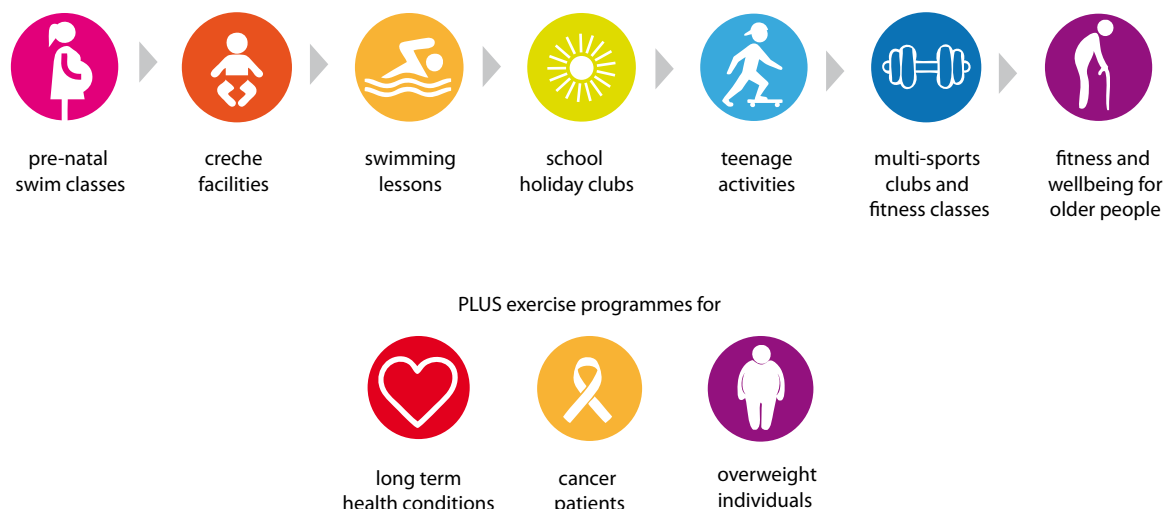 pre-natal
swim classes
creche
facilities
swimming
lessons
school
holiday clubs
teenage
activities
multi-sports
clubs and
fitness classes
fitness and
wellbeing for
older people
PLUS exercise programmes for
long term
health conditions
cancer
patients
overweight
individuals